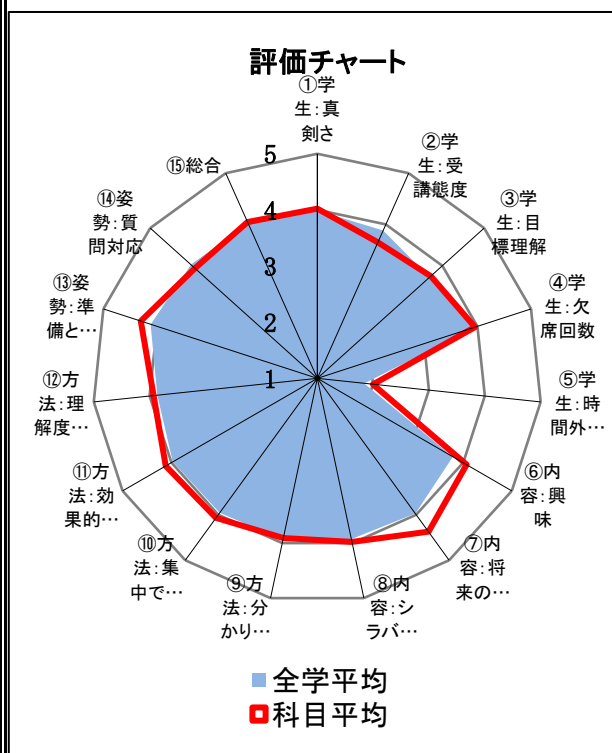 評価チャート
①学
生:真
剣さ
②学
生:受
講態度
③学
生:目
標理解
④学
生:欠
席回数
⑤学
生:時
間外…
⑥内
容:興
味
⑦内
容:将
来の…
⑧内
容:シ
ラバ…
⑨方
法:分
かり…
⑩方
法:集
中で…
⑪方
法:効
果的…
⑫方
法:理
解度…
⑬姿
勢:準
備と…
⑭姿
勢:質
問対応
⑮総合
5
4
3
2
1
全学平均
科目平均